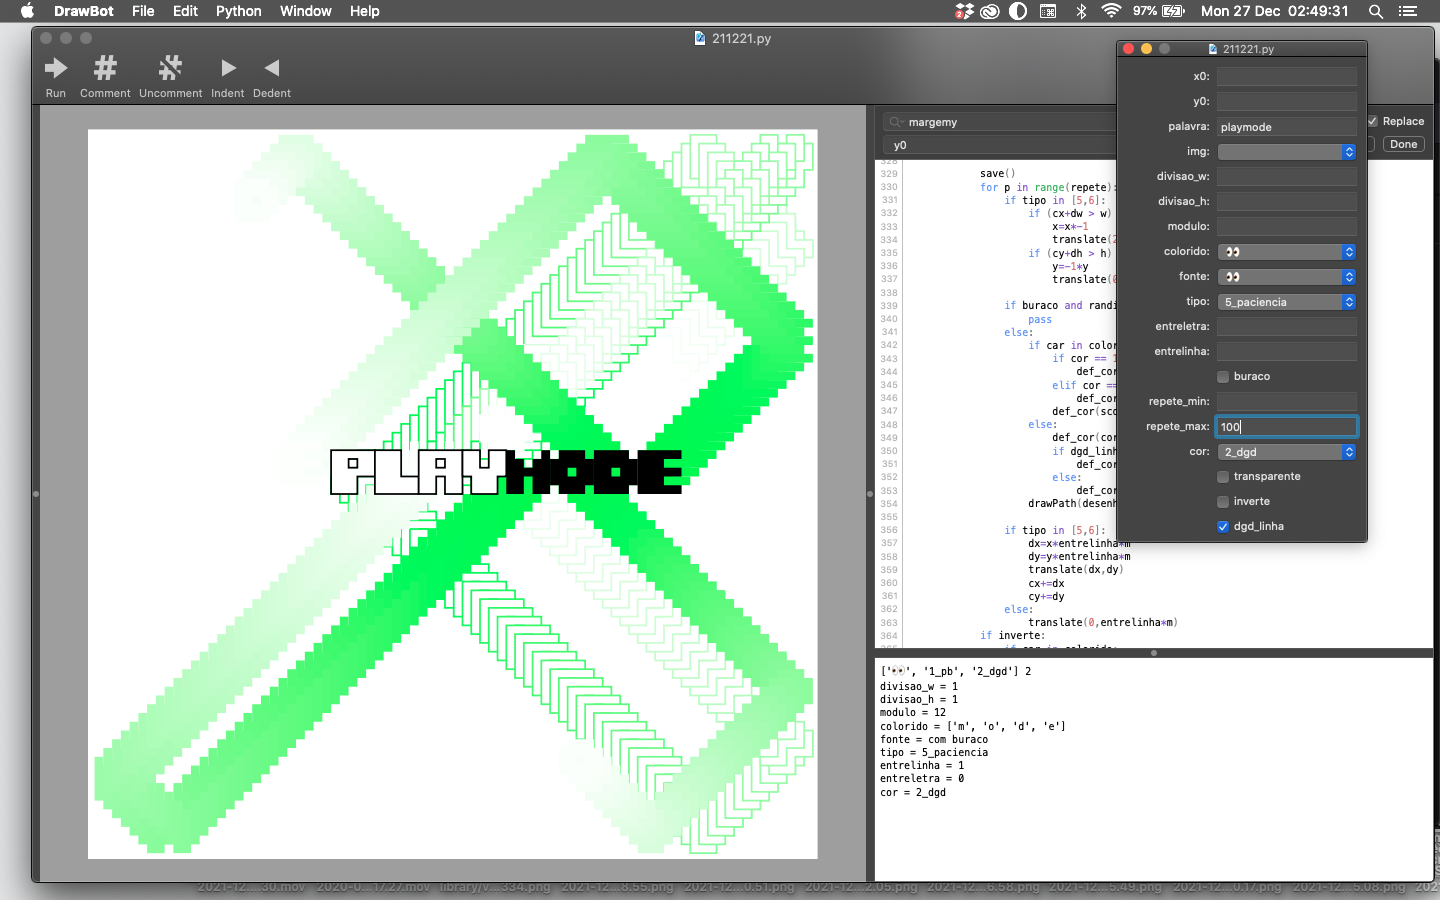 DrawBot File Edit Python Window Help 97% Mon 27 Dec 02:49:31
211221.py
Run Comment Uncomment Indent Dedent
PLAYMODE
margemy
Replace
y0
Done
329 save()
330 for p in range(repete):
331 if tipo in [5,6]:
332 if (cx+dw > w)
333 x=x*-1
334 translate(2
335 if (cy+dh > h)
336 y=-1*y
337 translate(0
338
339 if buraco and randi
340 pass
341 else:
342 if car in color
343 if cor == 1
344 def_cor
345 elif cor ==
346 def_cor
347 def_cor(sco
348 else:
349 def_cor(cor
350 if dgd_linh
351 def_cor
352 else:
353 def_cor
354 drawPath(desenh
355
356 if tipo in [5,6]:
357 dx=x*entrelinha*m
358 dy=y*entrelinha*m
359 translate(dx,dy)
360 cx+=dx
361 cy+=dy
362 else:
363 translate(0,entrelinha*m)
364 if inverte:
['👀', '1_pb', '2_dgd'] 2
divisao_w = 1
divisao_h = 1
modulo = 12
colorido = ['m', 'o', 'd', 'e']
fonte = com buraco
tipo = 5_paciencia
entrelinha = 1
entreletra = 0
cor = 2_dgd
211221.py
x0:
y0:
palavra: playmode
img:
divisao_w:
divisao_h:
modulo:
colorido: 👀
fonte: 👀
tipo: 5_paciencia
entreletra:
entrelinha:
buraco
repete_min:
repete_max: 100
cor: 2_dgd
transparente
inverte
dgd_linha
2021-12....30.mov 2020-0....17.27.mov library/v...334.png 2021-12....8.55.png 2021-12....0.51.png 2021-12....2.05.png 2021-12....6.58.png 2021-12....5.49.png 2021-12....0.17.png 2021-12....5.08.png